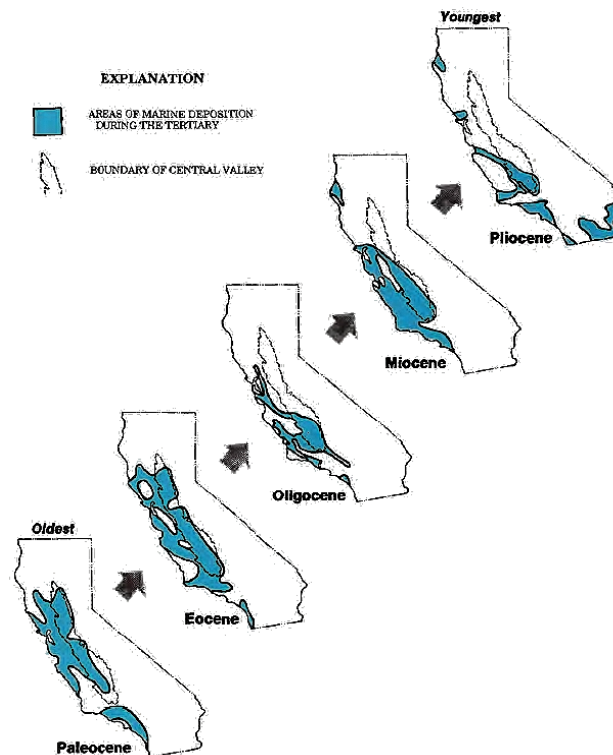 Youngest
EXPLANATION
AREAS OF MARINE DEPOSITION
DURING THE TERTIARY
BOUNDARY OF CENTRAL VALLEY
Pliocene
Miocene
Oligocene
Oldest
Eocene
Paleocene